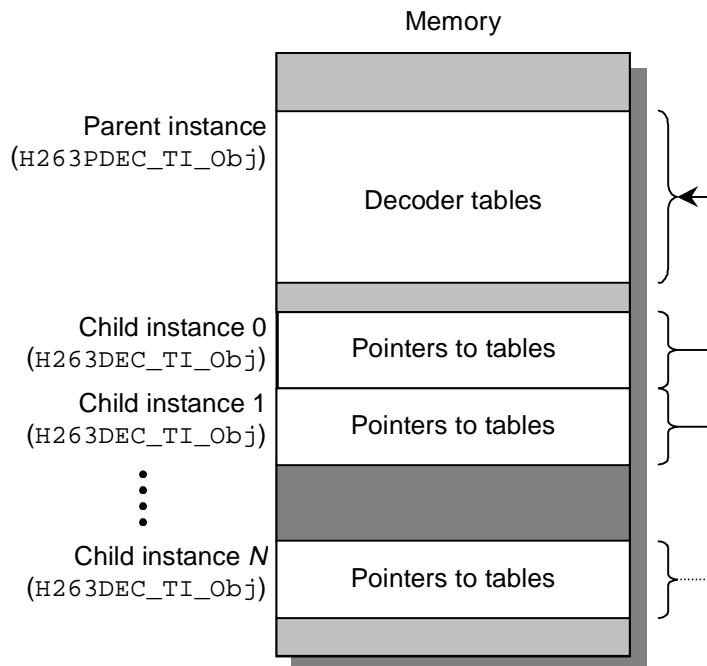 Memory
Parent instance
(H263PDEC_TI_Obj)
Decoder tables
Child instance 0
(H263DEC_TI_Obj)
Pointers to tables
Child instance 1
(H263DEC_TI_Obj)
Pointers to tables
Child instance N
(H263DEC_TI_Obj)
Pointers to tables